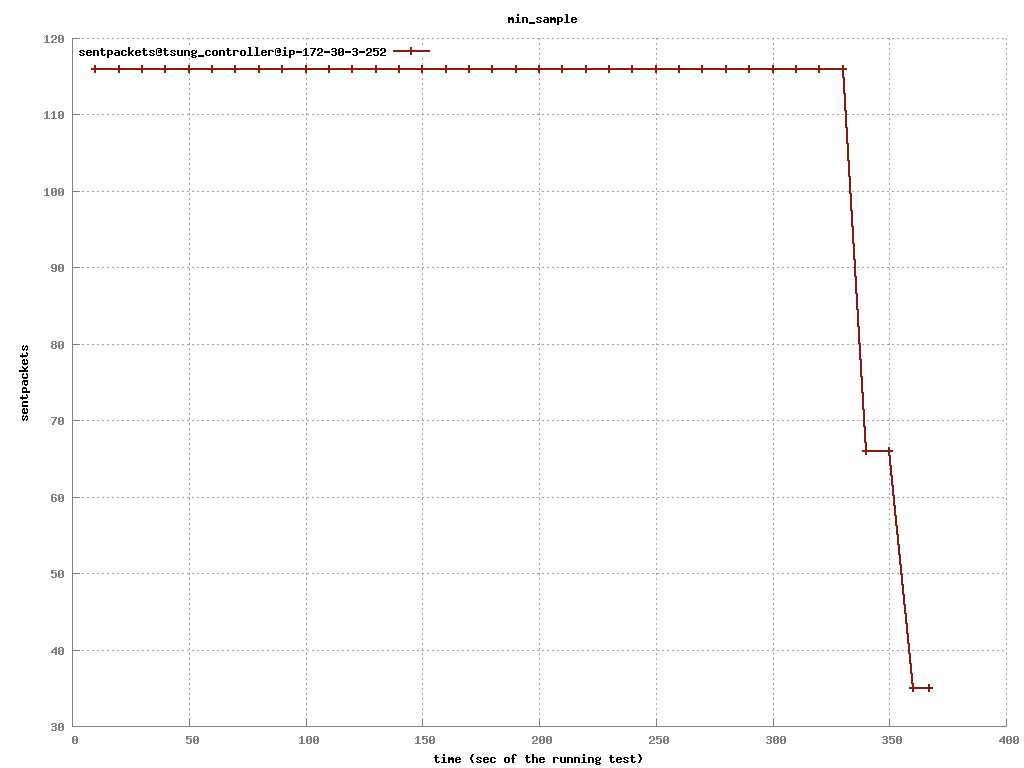 min_sample
sentpackets@tsung_controller@ip-172-30-3-252
120
110
100
90
80
70
60
50
40
30
sentpackets
0 50 100 150 200 250 300 350 400
time (sec of the running test)